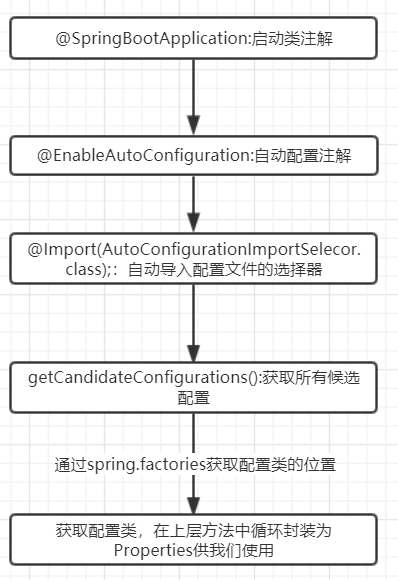 @SpringBootApplication:启动类注解
@EnableAutoConfiguration:自动配置注解
@Import(AutoConfigurationImportSelecor.
class);：自动导入配置文件的选择器
getCandidateConfigurations():获取所有候选
配置
通过spring.factories获取配置类的位置
获取配置类，在上层方法中循环封装为
Properties供我们使用